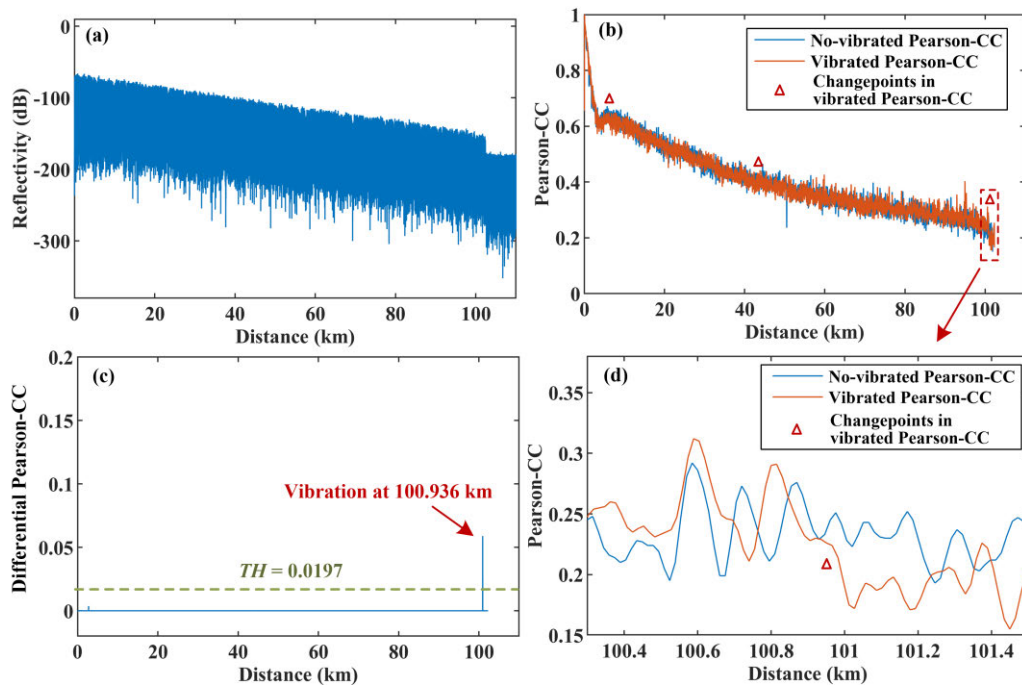 (a)
0
-100
-200
-300
Reflectivity (dB)
0 20 40 60 80 100
Distance (km)
(b)
No-vibrated Pearson-CC
Vibrated Pearson-CC
Changepoints in
vibrated Pearson-CC
1
0.8
0.6
0.4
0.2
0
Pearson-CC
0 20 40 60 80 100
Distance (km)
(c)
0.2
0.15
0.1
0.05
0
Differential Pearson-CC
Vibration at 100.936 km
TH = 0.0197
0 20 40 60 80 100
Distance (km)
(d)
No-vibrated Pearson-CC
Vibrated Pearson-CC
Changepoints in
vibrated Pearson-CC
0.35
0.3
0.25
0.2
0.15
Pearson-CC
100.4 100.6 100.8 101 101.2 101.4
Distance (km)